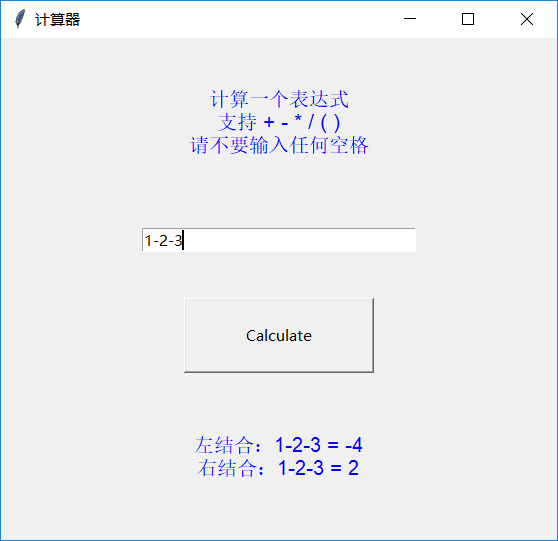 计算器
计算一个表达式
支持 + - * / ( )
请不要输入任何空格
1-2-3
Calculate
左结合：1-2-3 = -4
右结合：1-2-3 = 2